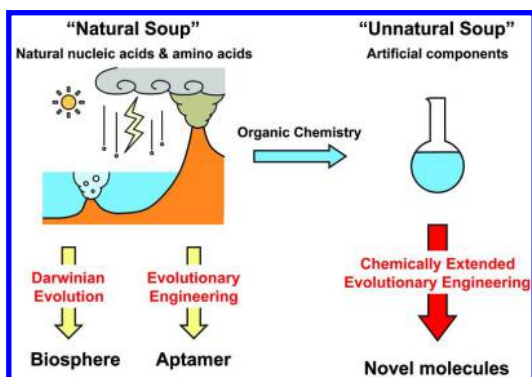 “Natural Soup”
Natural nucleic acids & amino acids
“Unnatural Soup”
Artificial components
Organic Chemistry
Darwinian
Evolution
Evolutionary
Engineering
Chemically Extended
Evolutionary Engineering
Biosphere
Aptamer
Novel molecules